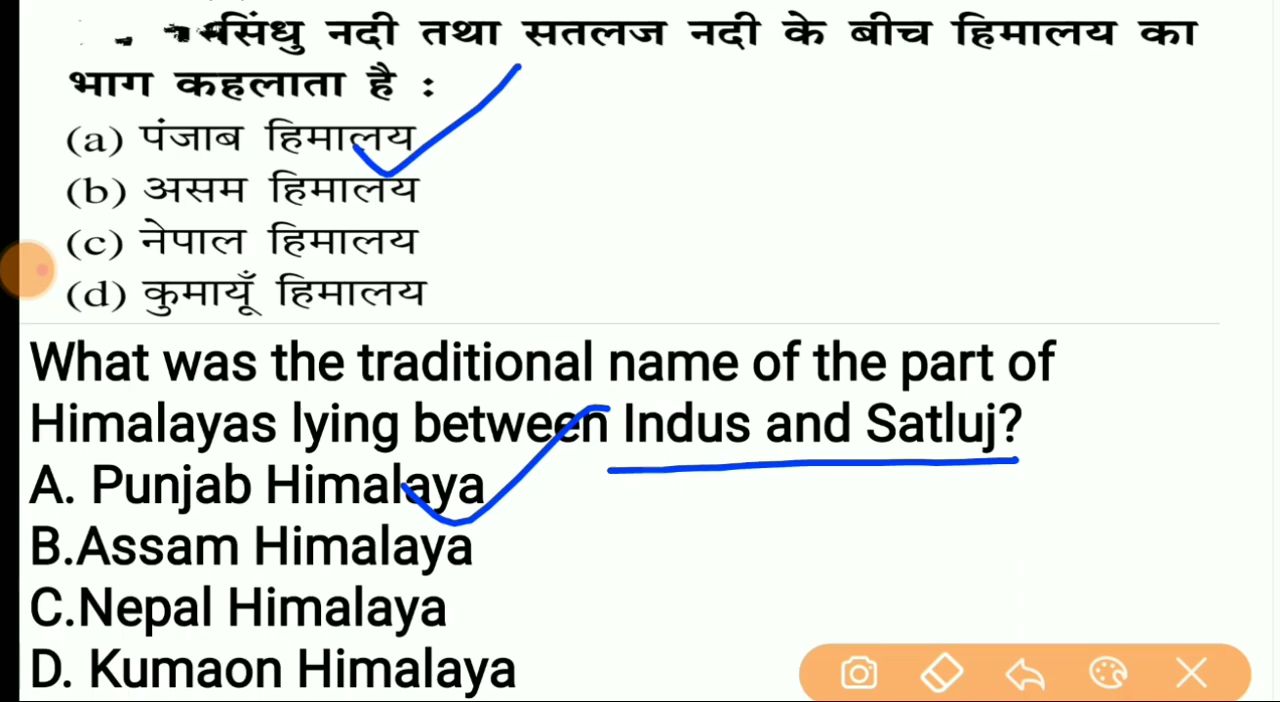 सिंधु नदी तथा सतलज नदी के बीच हिमालय का
भाग कहलाता है :
(a) पंजाब हिमालय
(b) असम हिमालय
(c) नेपाल हिमालय
(d) कुमायूँ हिमालय
What was the traditional name of the part of
Himalayas lying between Indus and Satluj?
A. Punjab Himalaya
B.Assam Himalaya
C.Nepal Himalaya
D. Kumaon Himalaya